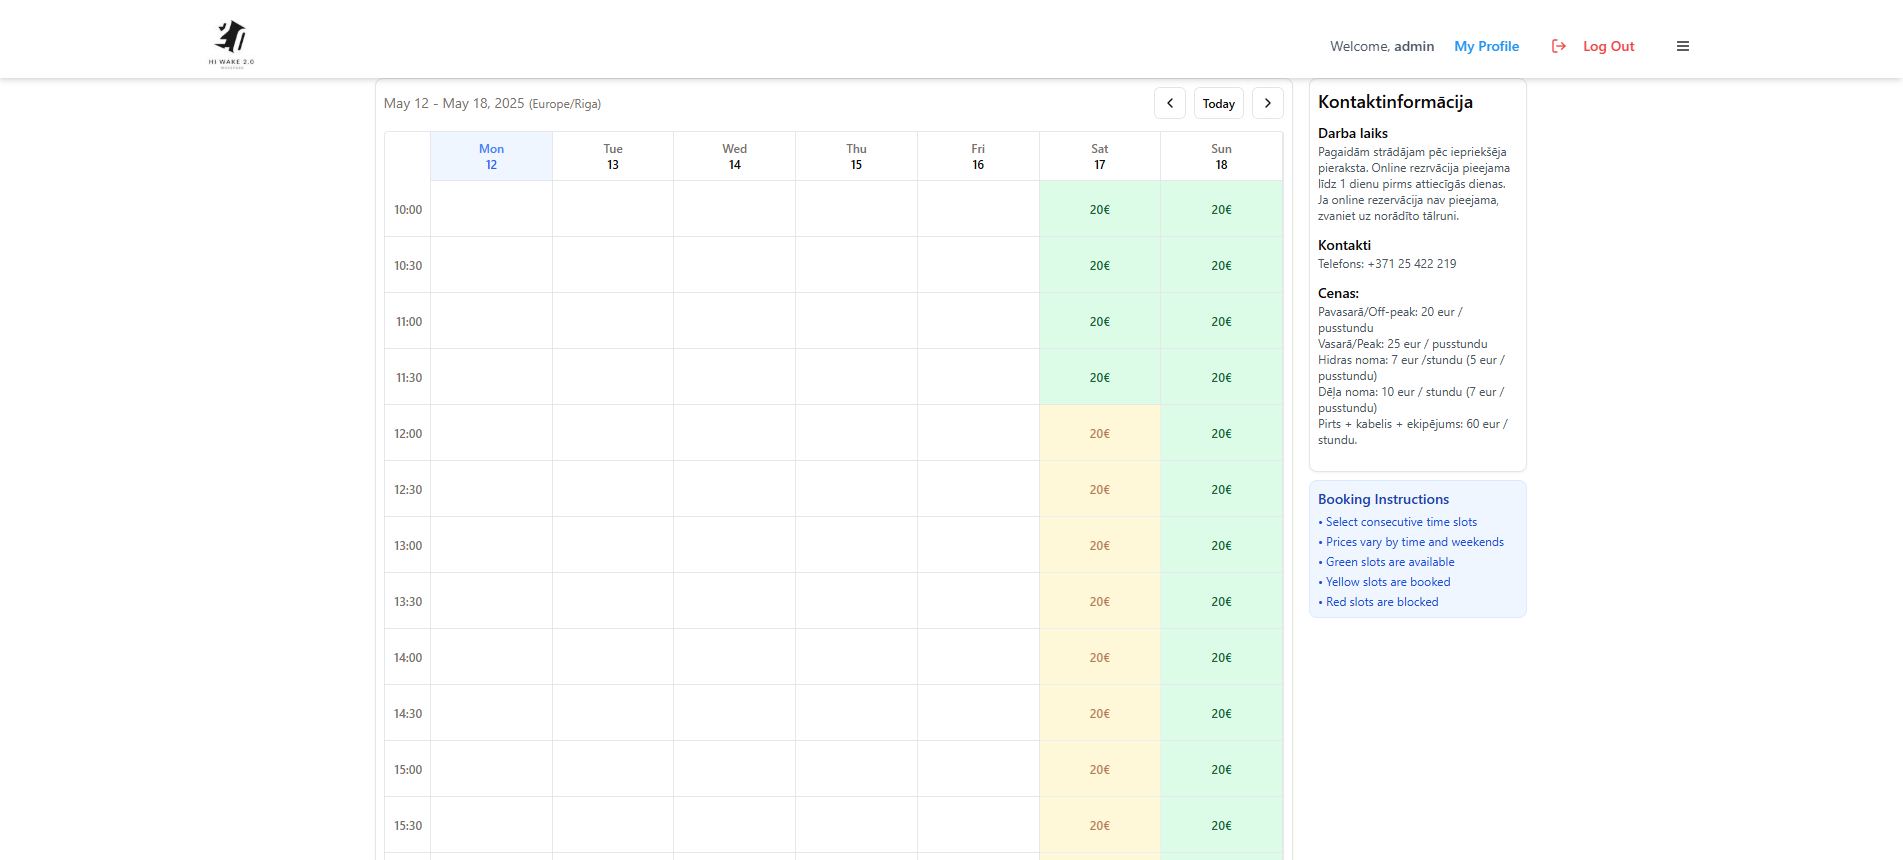 HI WAKE 2.0
Welcome, admin
My Profile
Log Out
May 12 - May 18, 2025 (Europe/Riga)
Today
Mon Tue Wed Thu Fri Sat Sun
12 13 14 15 16 17 18
10:00 20€ 20€
10:30 20€ 20€
11:00 20€ 20€
11:30 20€ 20€
12:00 20€ 20€
12:30 20€ 20€
13:00 20€ 20€
13:30 20€ 20€
14:00 20€ 20€
14:30 20€ 20€
15:00 20€ 20€
15:30 20€ 20€
Kontaktinformācija
Darba laiks
Pagaidām strādājam pēc iepriekšēja
pieraksta. Online rezrvācija pieejama
līdz 1 dienu pirms attiecīgās dienas.
Ja online rezervācija nav pieejama,
zvaniet uz norādīto tālruni.
Kontakti
Telefons: +371 25 422 219
Cenas:
Pavasarā/Off-peak: 20 eur /
pusstundu
Vasarā/Peak: 25 eur / pusstundu
Hidras noma: 7 eur /stundu (5 eur /
pusstundu)
Dēļa noma: 10 eur / stundu (7 eur /
pusstundu)
Pirts + kabelis + ekipējums: 60 eur /
stundu.
Booking Instructions
• Select consecutive time slots
• Prices vary by time and weekends
• Green slots are available
• Yellow slots are booked
• Red slots are blocked